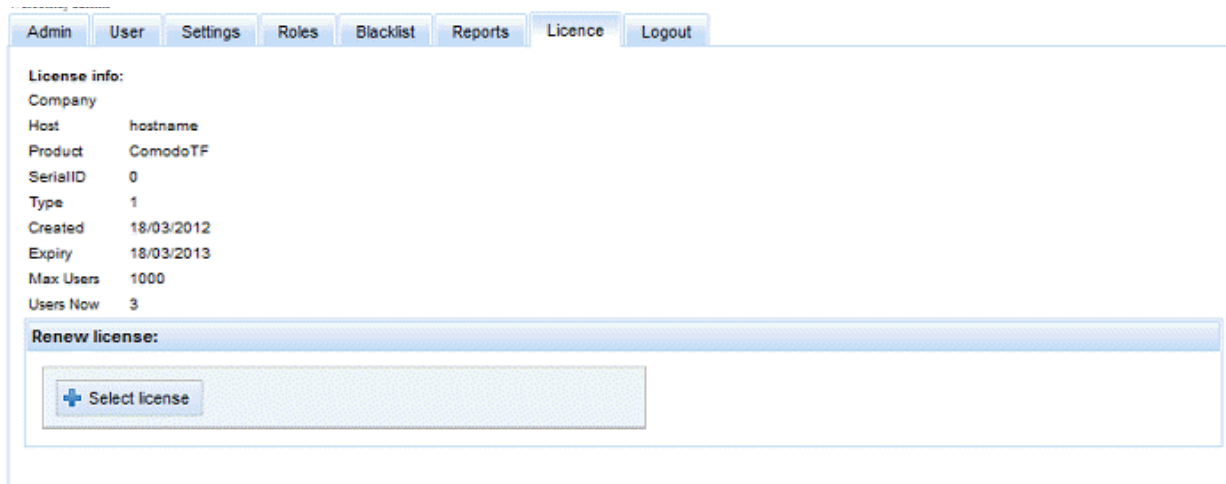 Admin User Settings Roles Blacklist Reports Licence Logout
License info:
Company
Host hostname
Product ComodoTF
SerialID 0
Type 1
Created 18/03/2012
Expiry 18/03/2013
Max Users 1000
Users Now 3
Renew license:
Select license